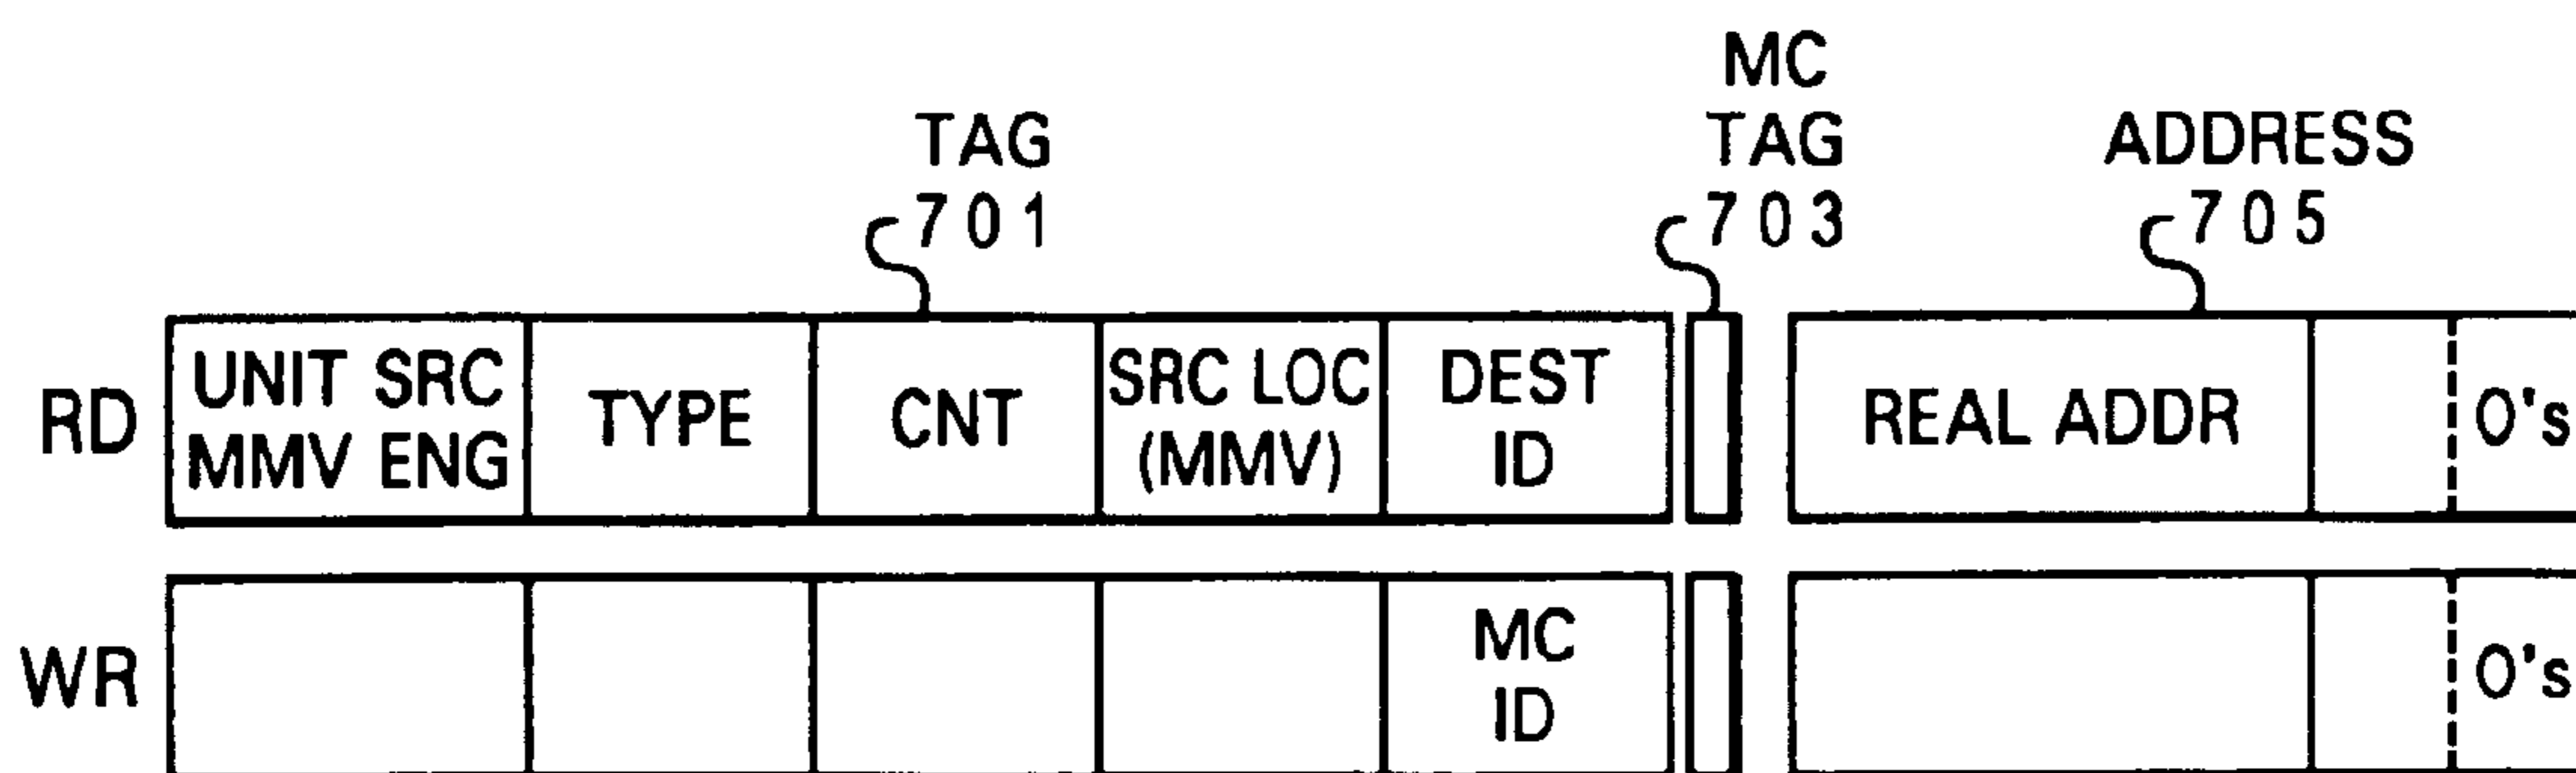 MC
TAG TAG ADDRESS
701 703 705
RD UNIT SRC MMV ENG TYPE CNT SRC LOC (MMV) DEST ID REAL ADDR 0's
WR MC ID 0's